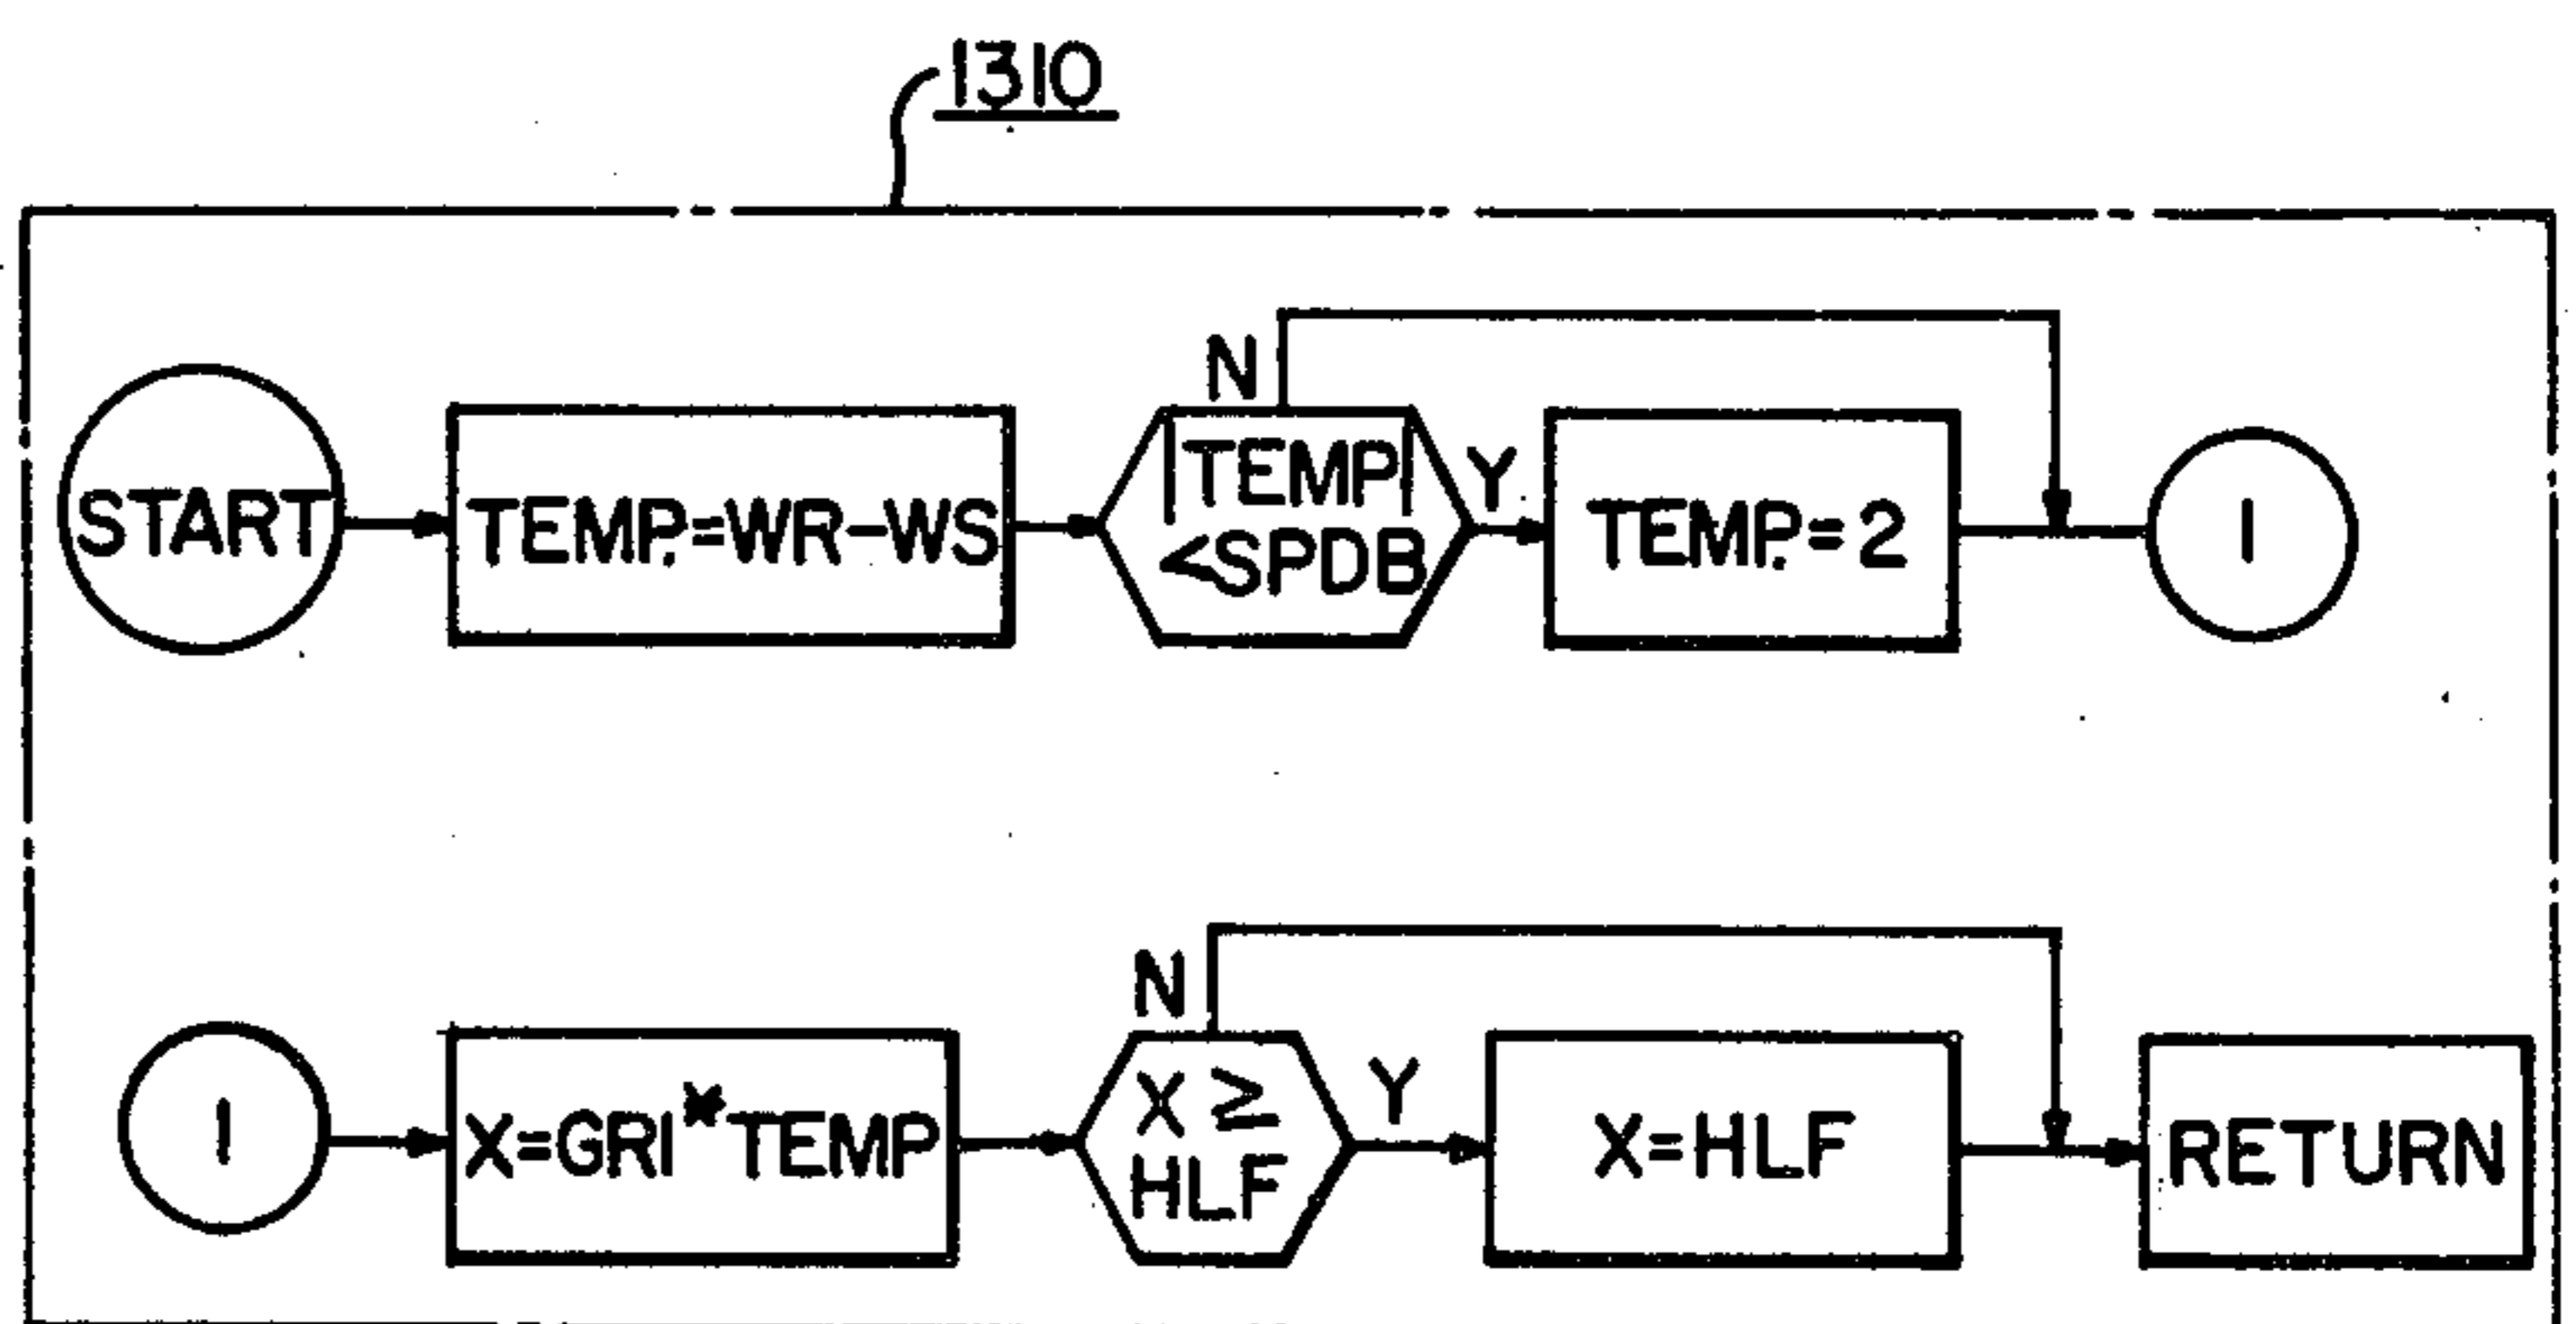 1310
N
START
TEMP.=WR-WS
|TEMP|
<SPDB
Y
TEMP.=2
1
N
1
X=GRI*TEMP
X ≥
HLF
Y
X=HLF
RETURN